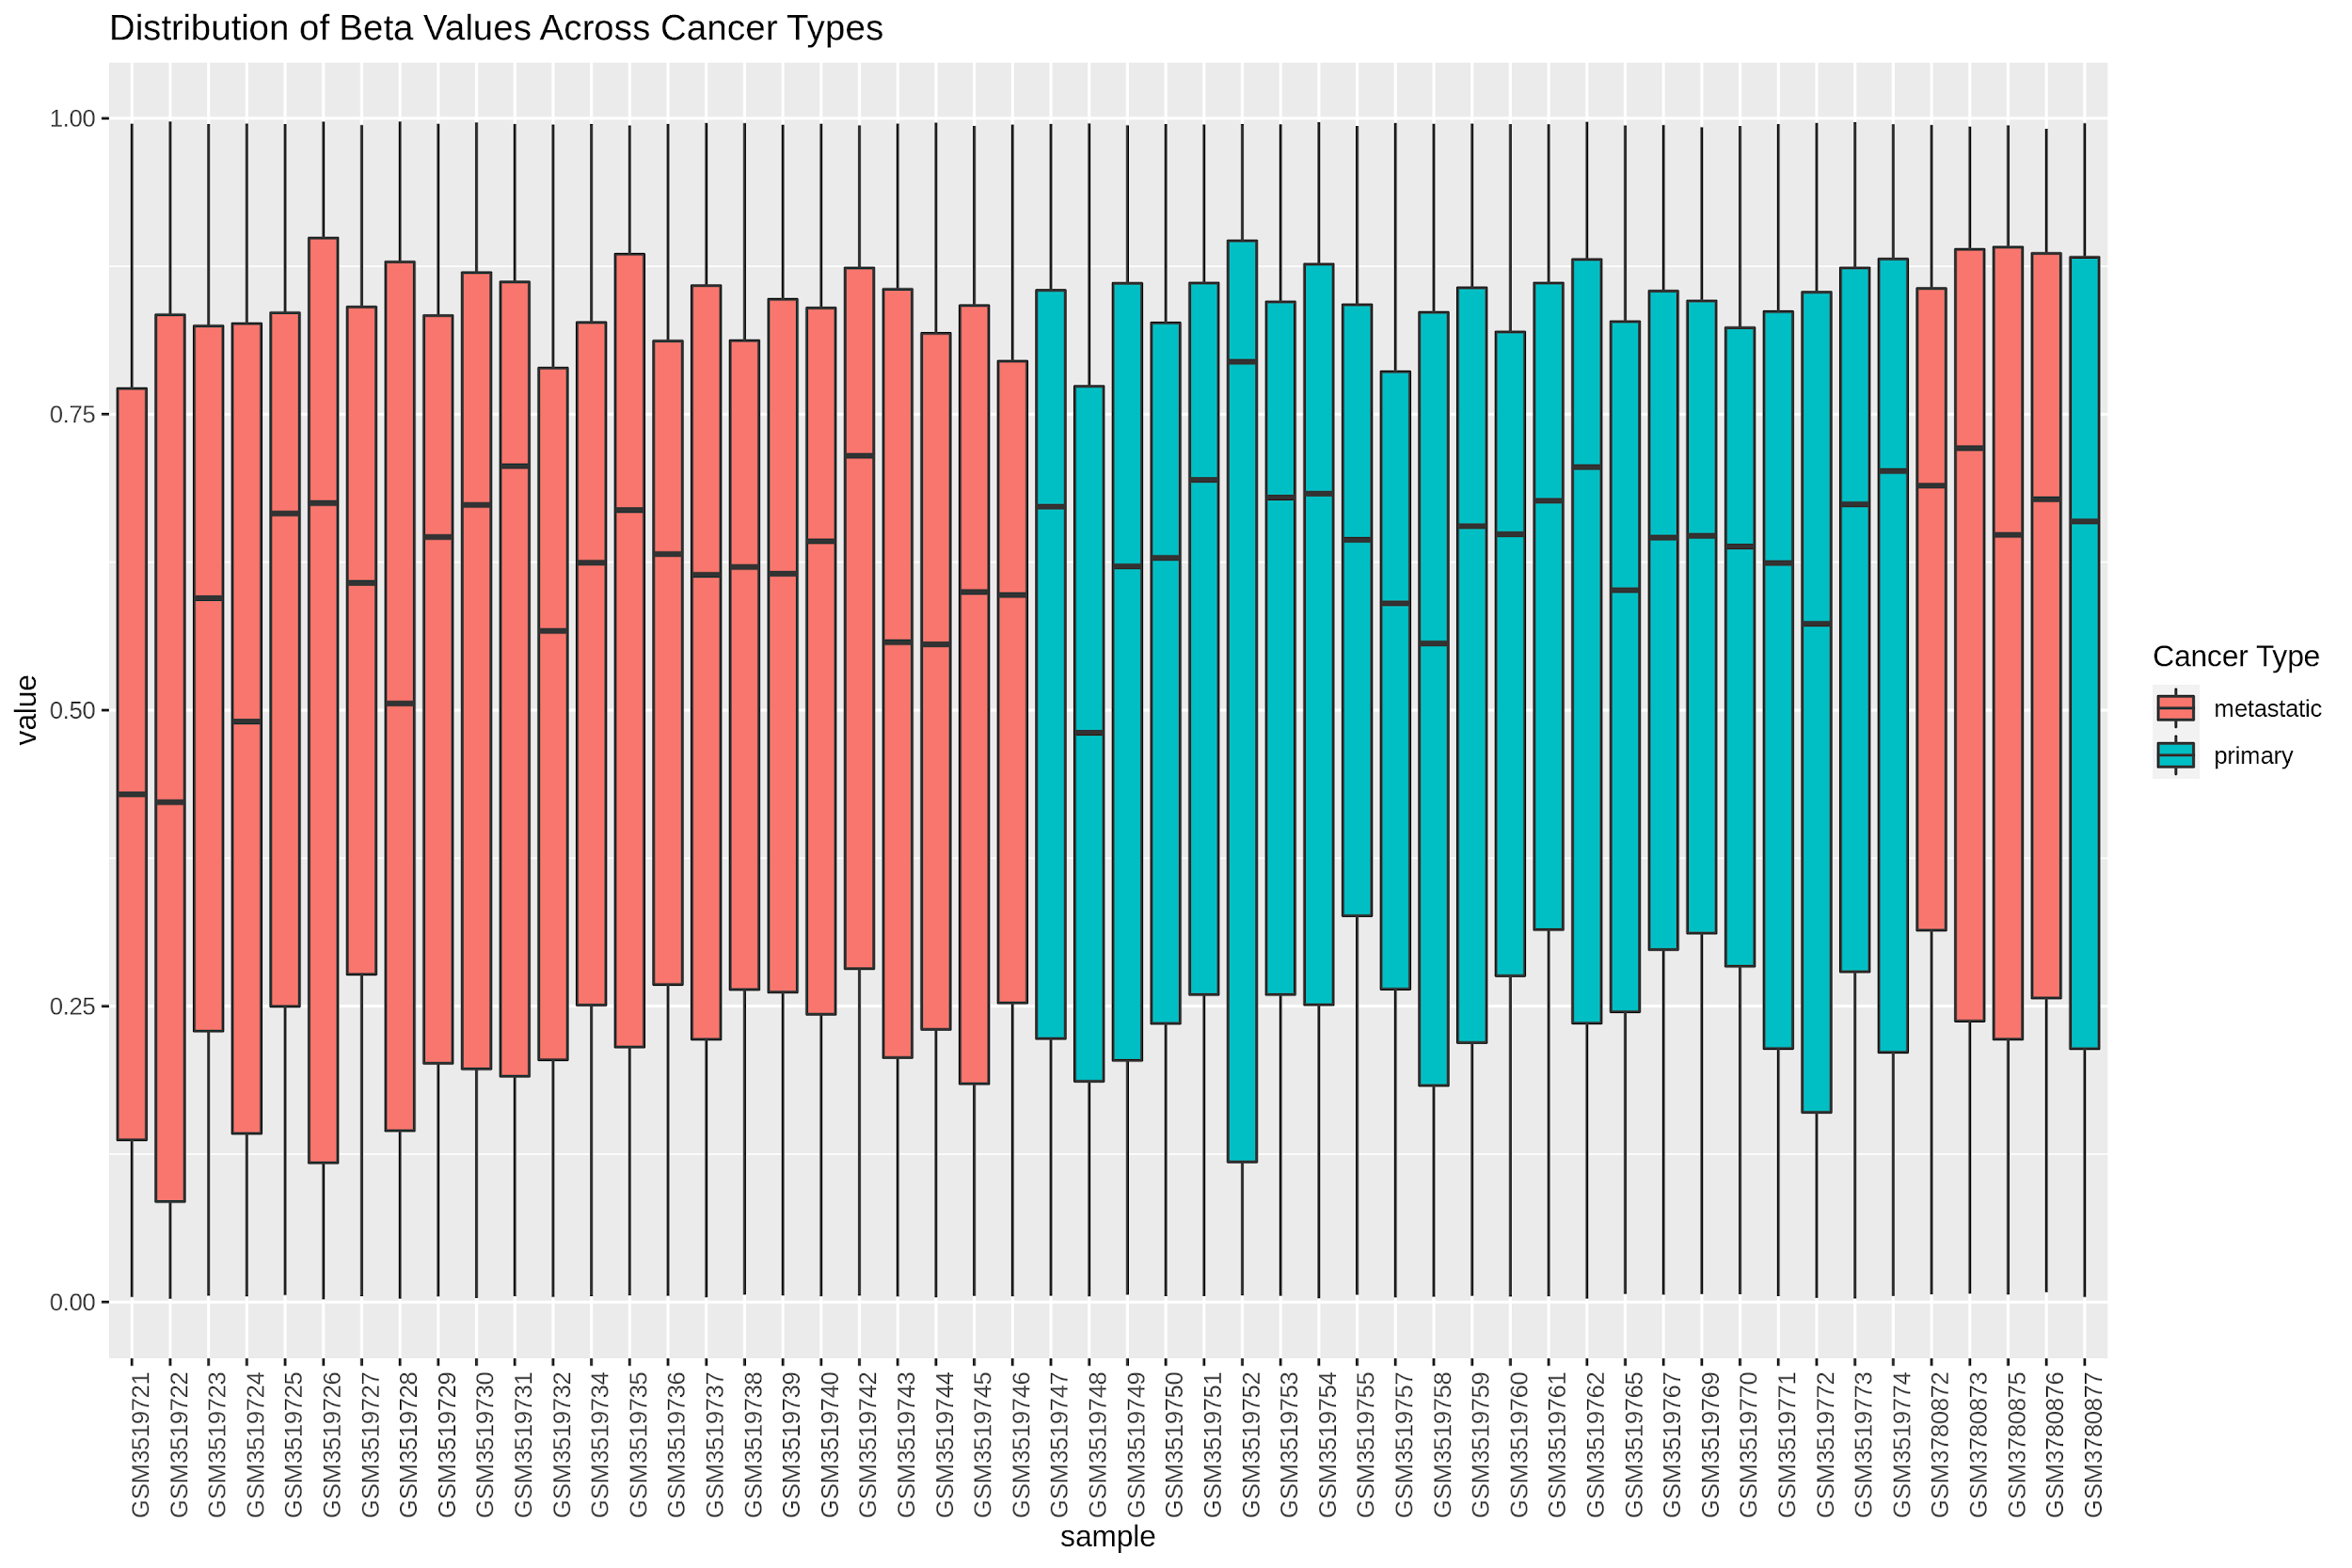 Distribution of Beta Values Across Cancer Types
1.00
0.75
0.50
0.25
0.00
value
GSM3519721
GSM3519722
GSM3519723
GSM3519724
GSM3519725
GSM3519726
GSM3519727
GSM3519728
GSM3519729
GSM3519730
GSM3519731
GSM3519732
GSM3519734
GSM3519735
GSM3519736
GSM3519737
GSM3519738
GSM3519739
GSM3519740
GSM3519742
GSM3519743
GSM3519744
GSM3519745
GSM3519746
GSM3519747
GSM3519748
GSM3519749
GSM3519750
GSM3519751
GSM3519752
GSM3519753
GSM3519754
GSM3519755
GSM3519757
GSM3519758
GSM3519759
GSM3519760
GSM3519761
GSM3519762
GSM3519765
GSM3519767
GSM3519769
GSM3519770
GSM3519771
GSM3519772
GSM3519773
GSM3519774
GSM3780872
GSM3780873
GSM3780875
GSM3780876
GSM3780877
sample
Cancer Type
metastatic
primary